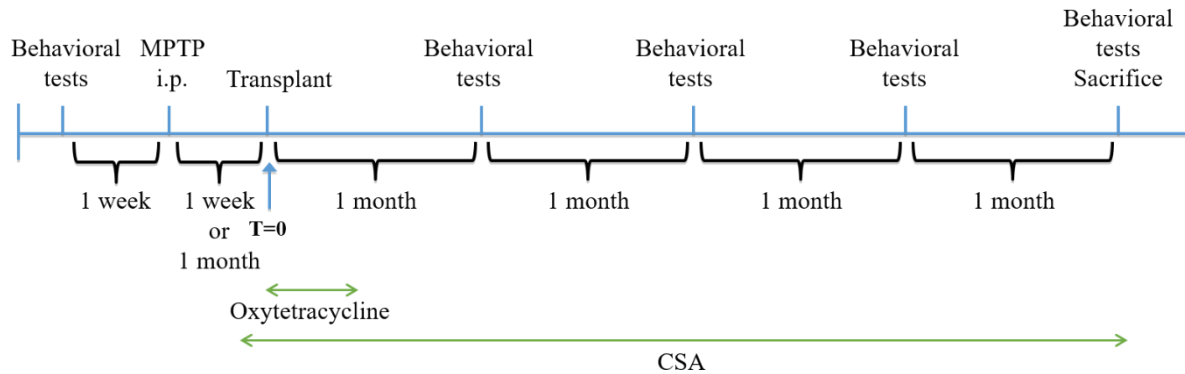 Behavioral
tests
MPTP
i.p.
Transplant
Behavioral
tests
Behavioral
tests
Behavioral
tests
Behavioral
tests
Sacrifice
1 week
1 week
or
1 month
T=0
1 month
1 month
1 month
1 month
Oxytetracycline
CSA